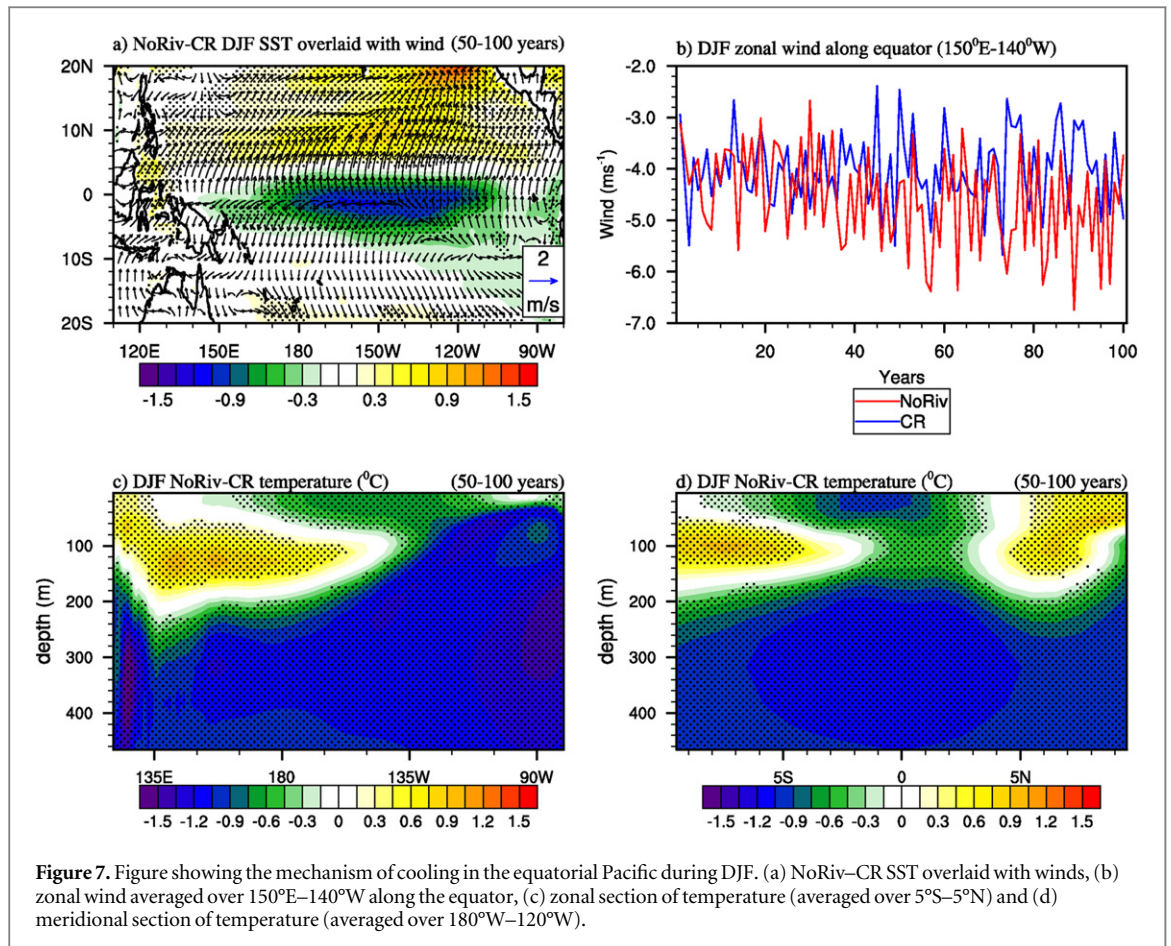 a) NoRiv-CR DJF SST overlaid with wind (50-100 years)
20N
10N
0
10S
20S
2
m/s
120E 150E 180 150W 120W 90W
-1.5 -0.9 -0.3 0.3 0.9 1.5
b) DJF zonal wind along equator (150⁰E-140⁰W)
Wind (ms⁻¹)
-2.0
-3.0
-4.0
-5.0
-6.0
-7.0
20 40 60 80 100
Years
NoRiv
CR
c) DJF NoRiv-CR temperature (⁰C) (50-100 years)
depth (m)
100
200
300
400
135E 180 135W 90W
-1.5 -1.2 -0.9 -0.6 -0.3 0 0.3 0.6 0.9 1.2 1.5
d) DJF NoRiv-CR temperature (⁰C) (50-100 years)
depth (m)
100
200
300
400
5S 0 5N
-1.5 -1.2 -0.9 -0.6 -0.3 0 0.3 0.6 0.9 1.2 1.5
Figure 7. Figure showing the mechanism of cooling in the equatorial Pacific during DJF. (a) NoRiv–CR SST overlaid with winds, (b)
zonal wind averaged over 150°E–140°W along the equator, (c) zonal section of temperature (averaged over 5°S–5°N) and (d)
meridional section of temperature (averaged over 180°W–120°W).